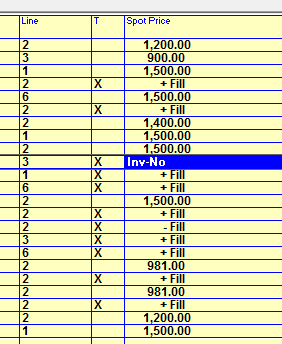 Line T Spot Price
2 1,200.00
3 900.00
1 1,500.00
2 X + Fill
6 1,500.00
2 X + Fill
2 1,400.00
1 1,500.00
2 1,500.00
3 X Inv-No
1 X + Fill
6 X + Fill
2 1,500.00
2 X + Fill
2 X - Fill
3 X + Fill
6 X + Fill
2 981.00
2 X + Fill
2 981.00
2 X + Fill
2 1,200.00
1 1,500.00